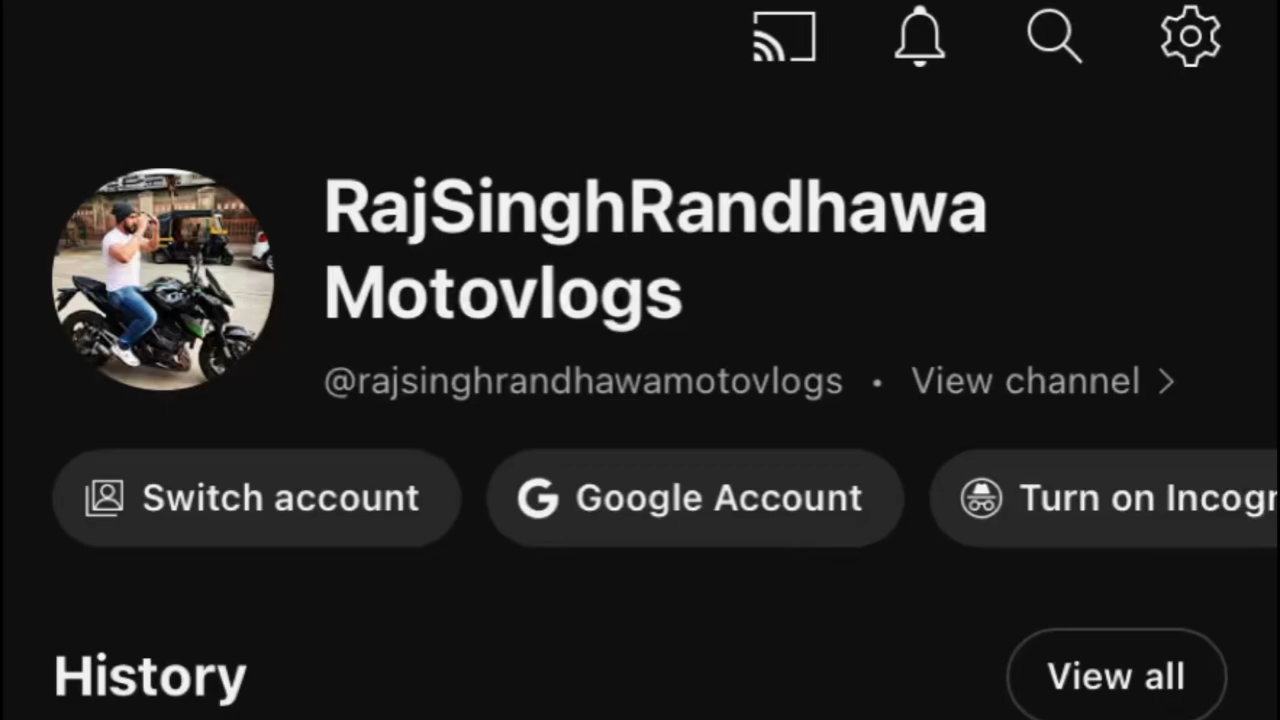 RajSinghRandhawa
Motovlogs
@rajsinghrandhawamotovlogs • View channel >
Switch account Google Account Turn on Incogr
History View all